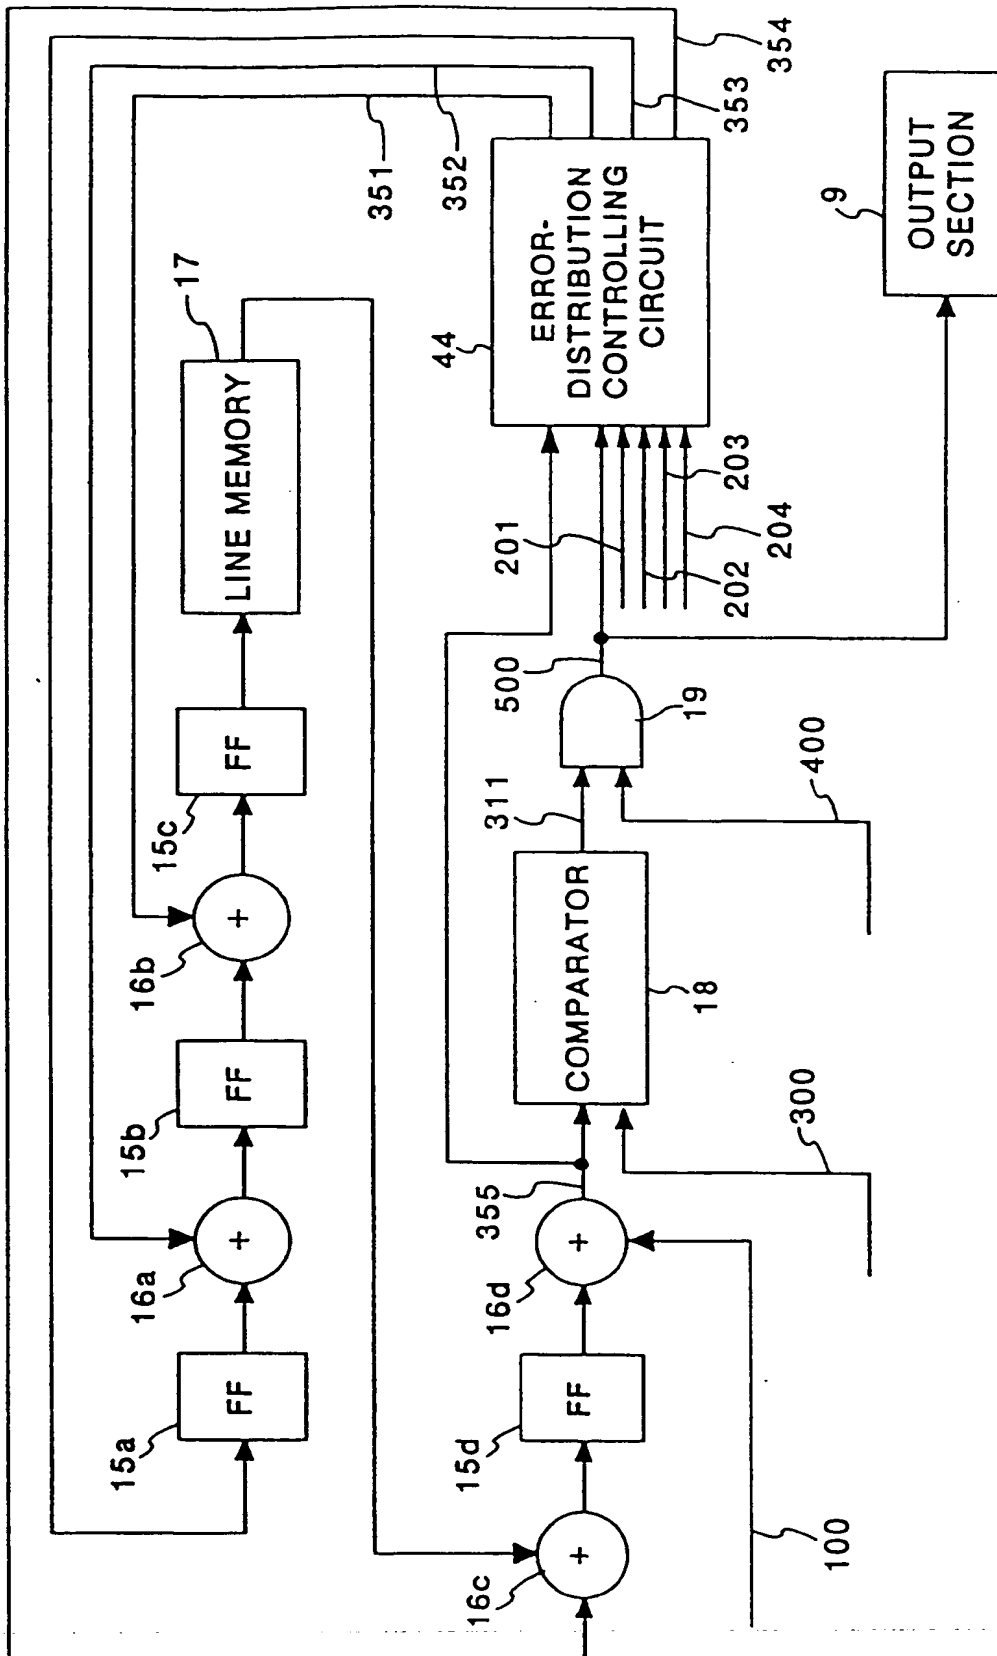 351
352
353
354
17
LINE MEMORY
FF
15c
+
16b
FF
15b
+
16a
FF
15a
44
ERROR-
DISTRIBUTION
CONTROLLING
CIRCUIT
9
OUTPUT
SECTION
201
202
203
204
500
19
311
400
COMPARATOR
18
300
355
+
16d
FF
15d
+
16c
100